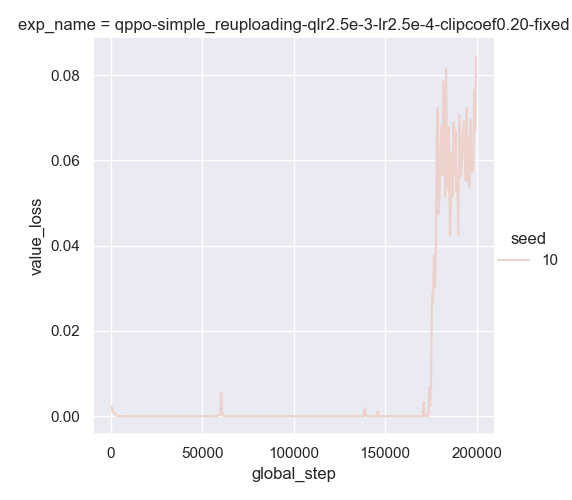 exp_name = qppo-simple_reuploading-qlr2.5e-3-lr2.5e-4-clipcoef0.20-fixed
0.08
0.06
0.04
0.02
0.00
value_loss
0 50000 100000 150000 200000
global_step
seed
10